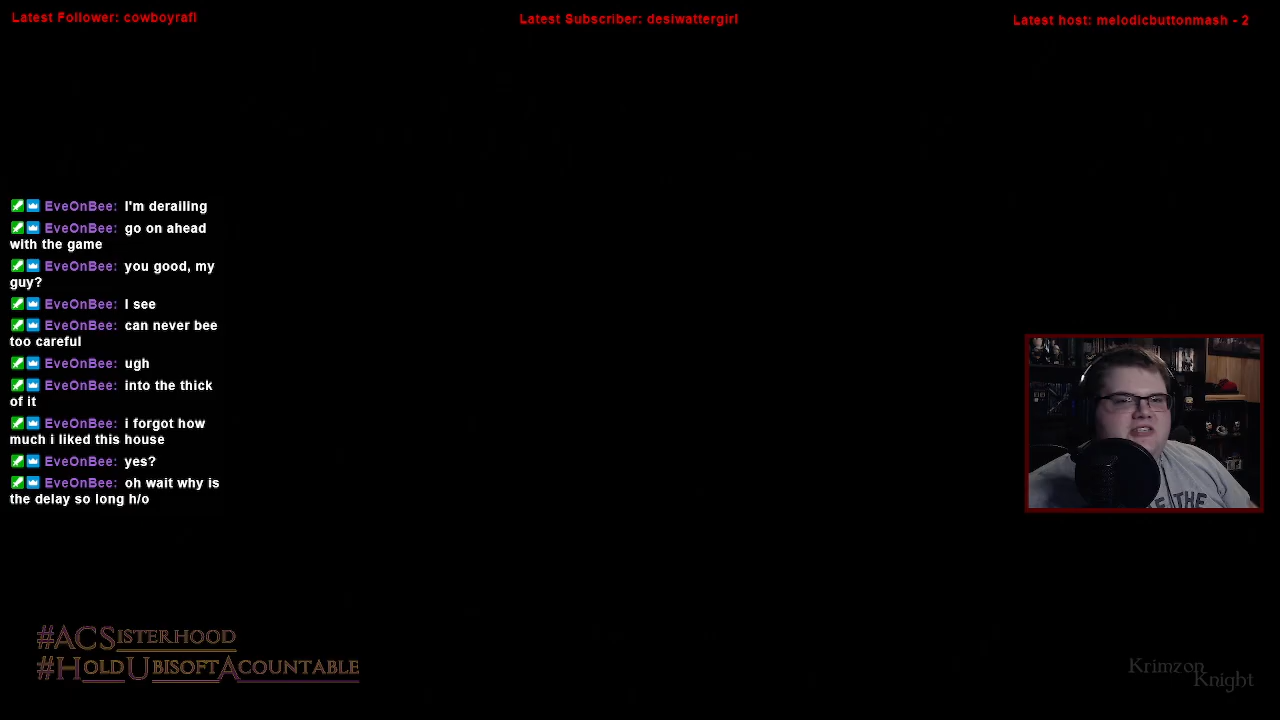 Latest Follower: cowboyrafi
Latest Subscriber: desiwattergirl
Latest host: melodicbuttonmash - 2
EveOnBee: I'm derailing
EveOnBee: go on ahead
with the game
EveOnBee: you good, my
guy?
EveOnBee: I see
EveOnBee: can never bee
too careful
EveOnBee: ugh
EveOnBee: into the thick
of it
EveOnBee: i forgot how
much i liked this house
EveOnBee: yes?
EveOnBee: oh wait why is
the delay so long h/o
THE
#ACSisterhood
#HoldUbisoftAcountable
Krimzon
Knight